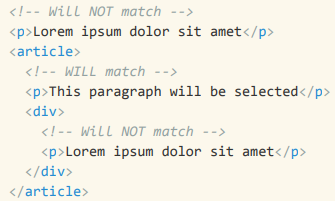 <!-- Will NOT match -->
<p>Lorem ipsum dolor sit amet</p>
<article>
  <!-- WILL match -->
  <p>This paragraph will be selected</p>
  <div>
    <!-- Will NOT match -->
    <p>Lorem ipsum dolor sit amet</p>
  </div>
</article>